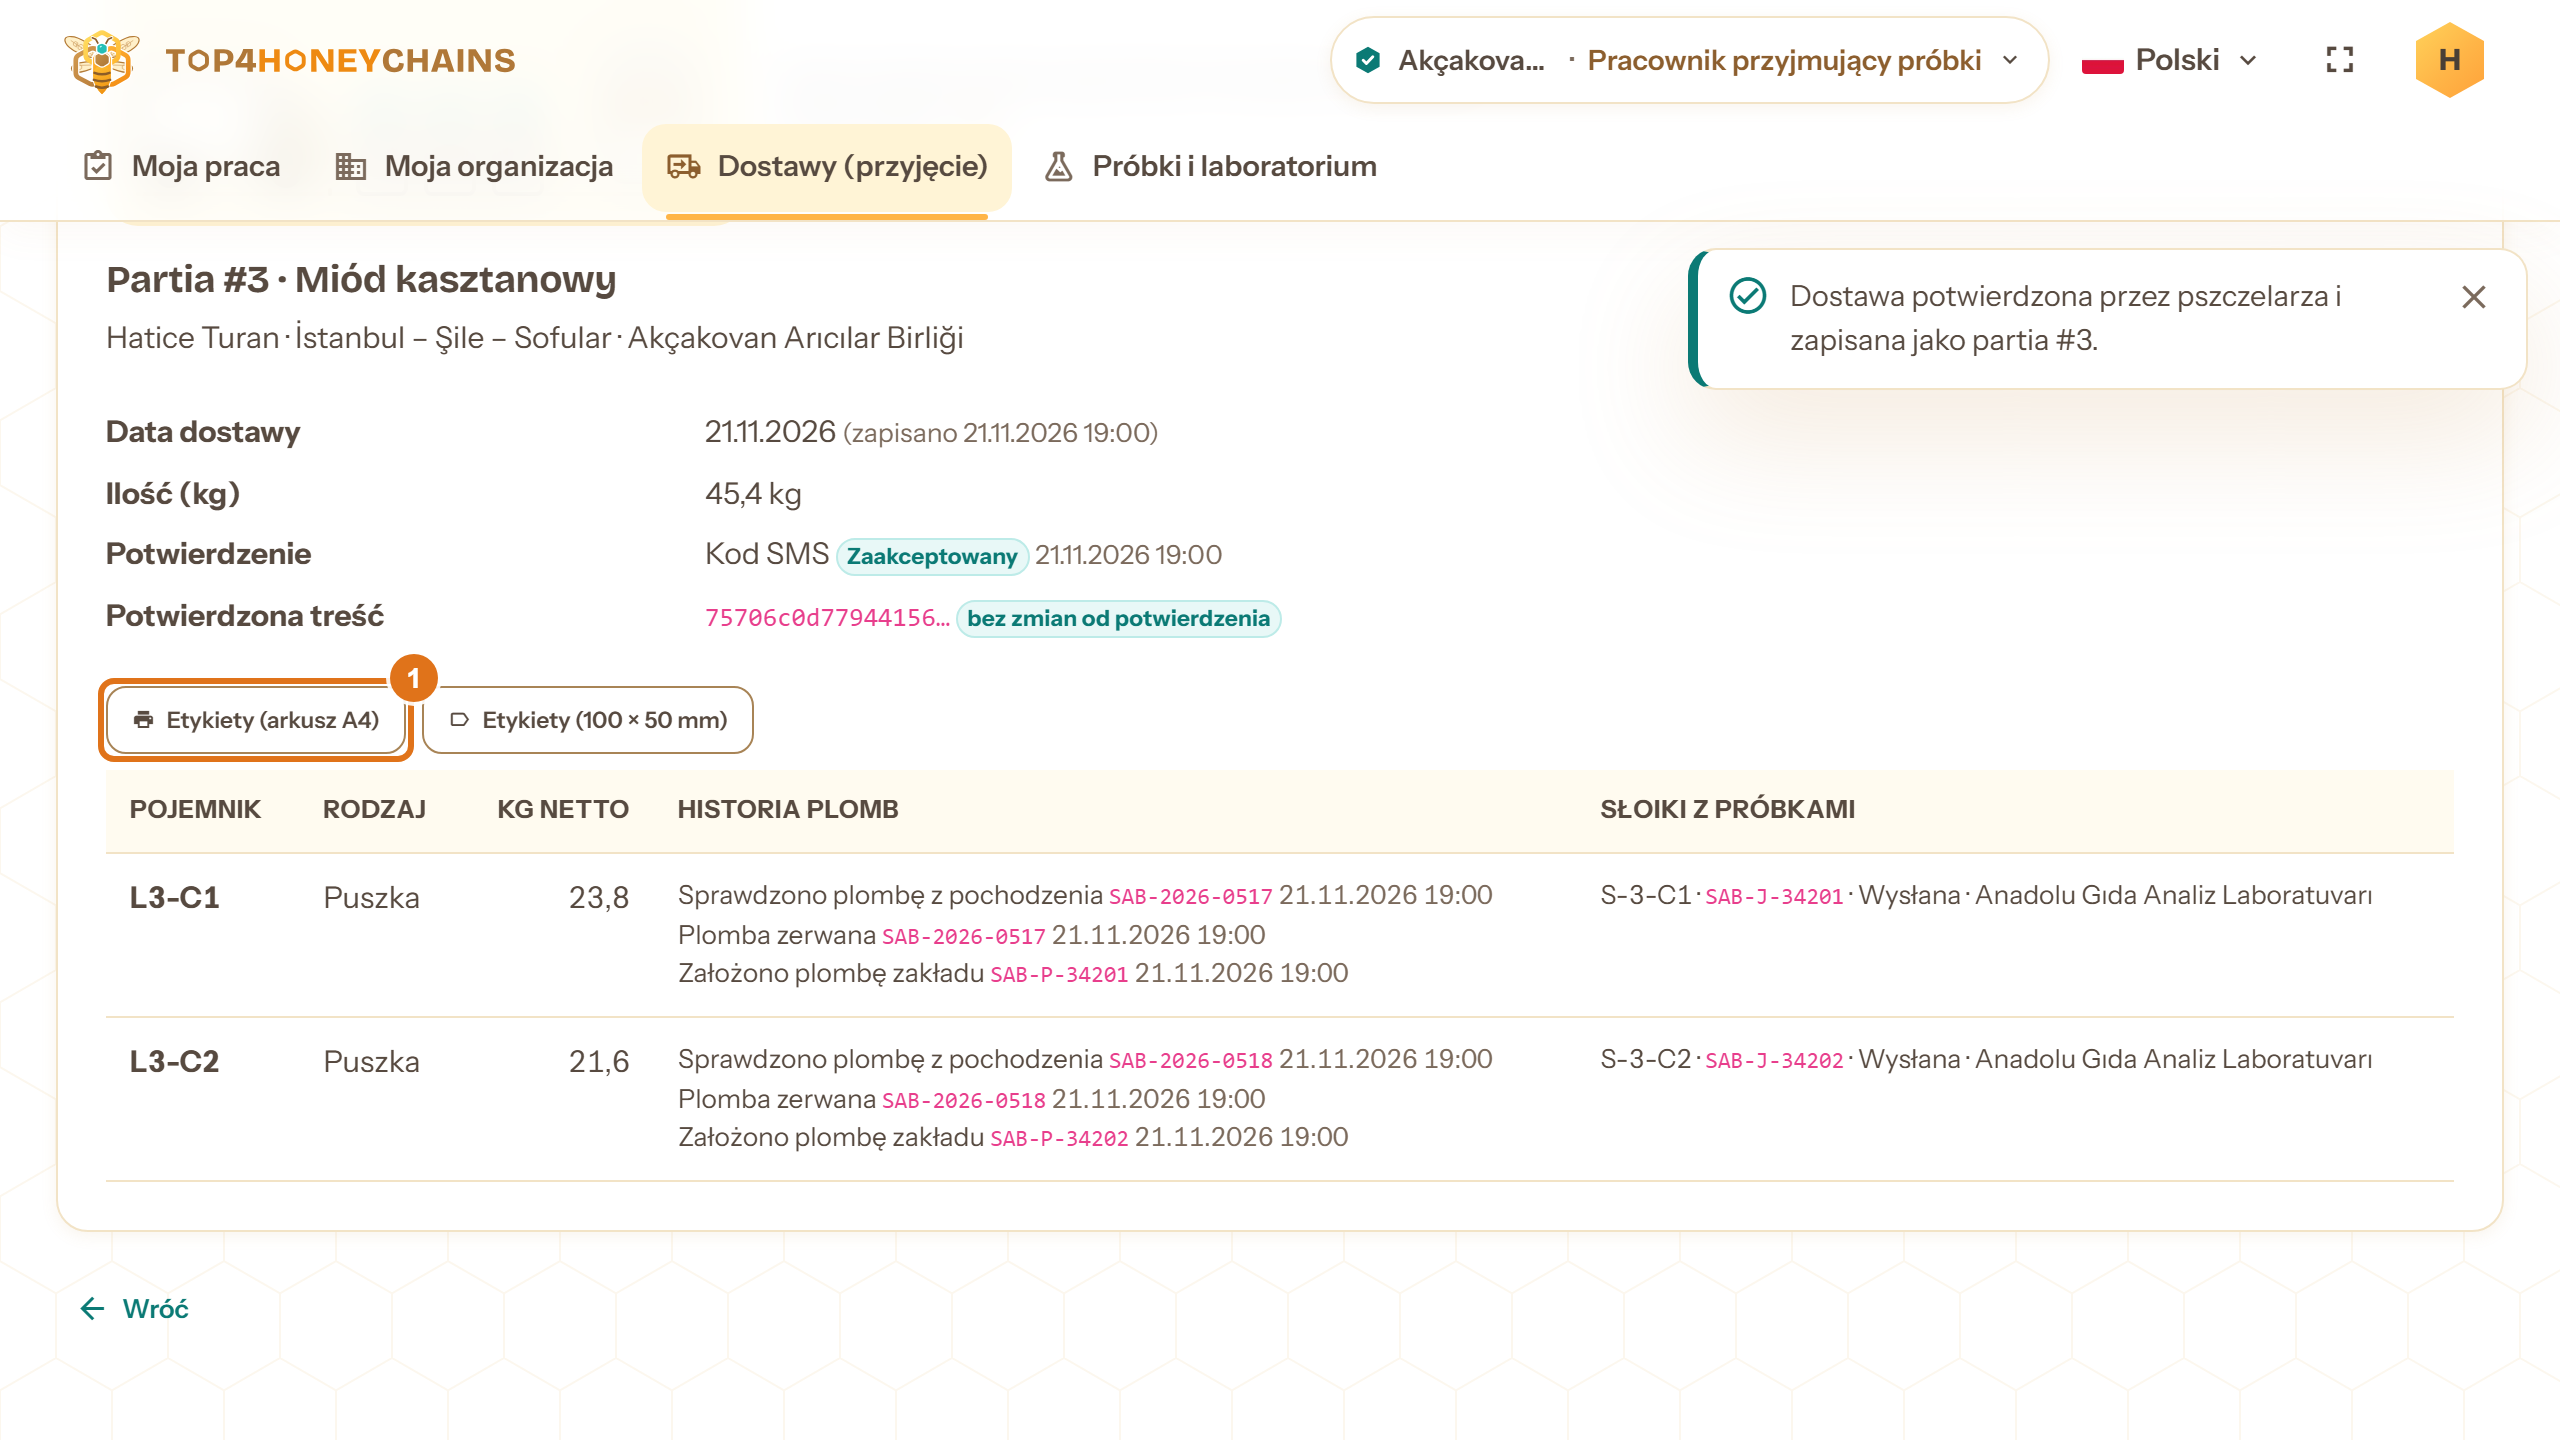 TOP4HONEYCHAINS
Akçakova... · Pracownik przyjmujący próbki
Polski
H
Moja praca
Moja organizacja
Dostawy (przyjęcie)
Próbki i laboratorium
Partia #3 · Miód kasztanowy
Hatice Turan · İstanbul – Şile – Sofular · Akçakovan Arıcılar Birliği
Dostawa potwierdzona przez pszczelarza i
zapisana jako partia #3.
Data dostawy 21.11.2026 (zapisano 21.11.2026 19:00)
Ilość (kg) 45,4 kg
Potwierdzenie Kod SMS Zaakceptowany 21.11.2026 19:00
Potwierdzona treść 75706c0d77944156… bez zmian od potwierdzenia
1
Etykiety (arkusz A4)
Etykiety (100 × 50 mm)
POJEMNIK RODZAJ KG NETTO HISTORIA PLOMB SŁOIKI Z PRÓBKAMI
L3-C1 Puszka 23,8 Sprawdzono plombę z pochodzenia SAB-2026-0517 21.11.2026 19:00 S-3-C1 · SAB-J-34201 · Wysłana · Anadolu Gıda Analiz Laboratuvarı
Plomba zerwana SAB-2026-0517 21.11.2026 19:00
Założono plombę zakładu SAB-P-34201 21.11.2026 19:00
L3-C2 Puszka 21,6 Sprawdzono plombę z pochodzenia SAB-2026-0518 21.11.2026 19:00 S-3-C2 · SAB-J-34202 · Wysłana · Anadolu Gıda Analiz Laboratuvarı
Plomba zerwana SAB-2026-0518 21.11.2026 19:00
Założono plombę zakładu SAB-P-34202 21.11.2026 19:00
Wróć